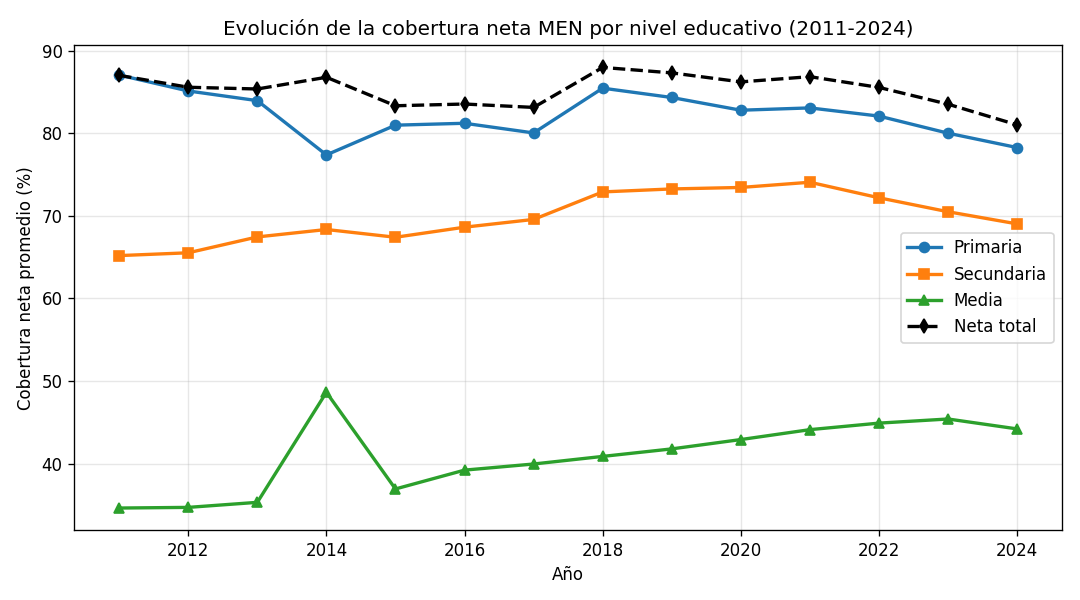 Evolución de la cobertura neta MEN por nivel educativo (2011-2024)
Cobertura neta promedio (%)
90
80
70
60
50
40
Primaria
Secundaria
Media
Neta total
2012 2014 2016 2018 2020 2022 2024
Año